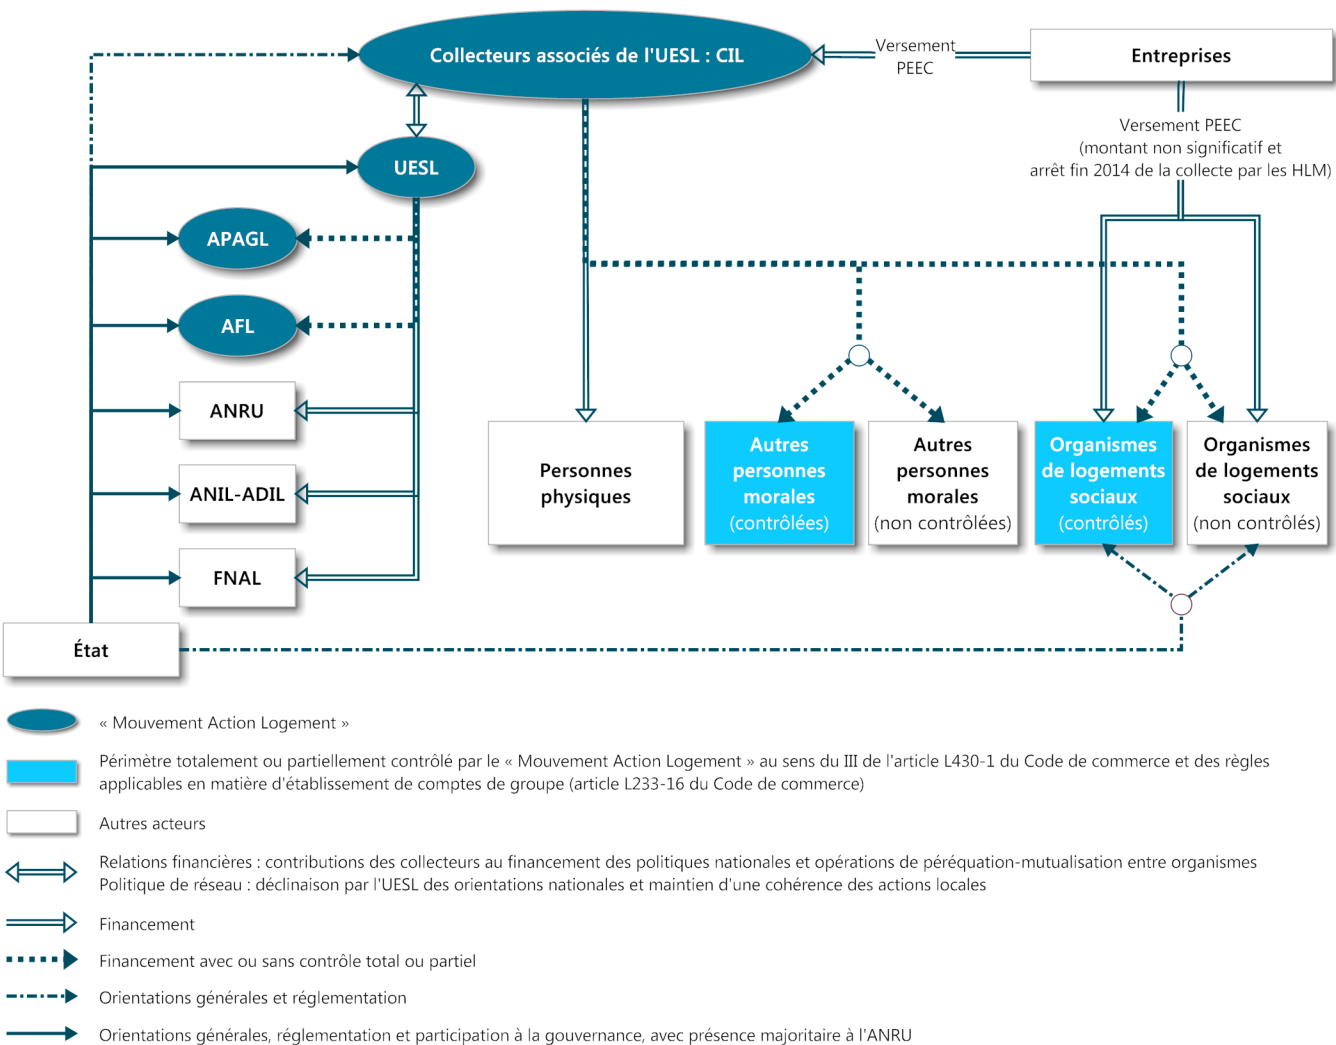 Collecteurs associés de l'UESL : CIL
Versement
PEEC
Entreprises
Versement PEEC
(montant non significatif et
arrêt fin 2014 de la collecte par les HLM)
UESL
APAGL
AFL
ANRU
ANIL-ADIL
FNAL
État
Personnes
physiques
Autres
personnes
morales
(contrôlées)
Autres
personnes
morales
(non contrôlées)
Organismes
de logements
sociaux
(contrôlés)
Organismes
de logements
sociaux
(non contrôlés)
« Mouvement Action Logement »
Périmètre totalement ou partiellement contrôlé par le « Mouvement Action Logement » au sens du III de l'article L430-1 du Code de commerce et des règles
applicables en matière d'établissement de comptes de groupe (article L233-16 du Code de commerce)
Autres acteurs
Relations financières : contributions des collecteurs au financement des politiques nationales et opérations de péréquation-mutualisation entre organismes
Politique de réseau : déclinaison par l'UESL des orientations nationales et maintien d'une cohérence des actions locales
Financement
Financement avec ou sans contrôle total ou partiel
Orientations générales et réglementation
Orientations générales, réglementation et participation à la gouvernance, avec présence majoritaire à l'ANRU